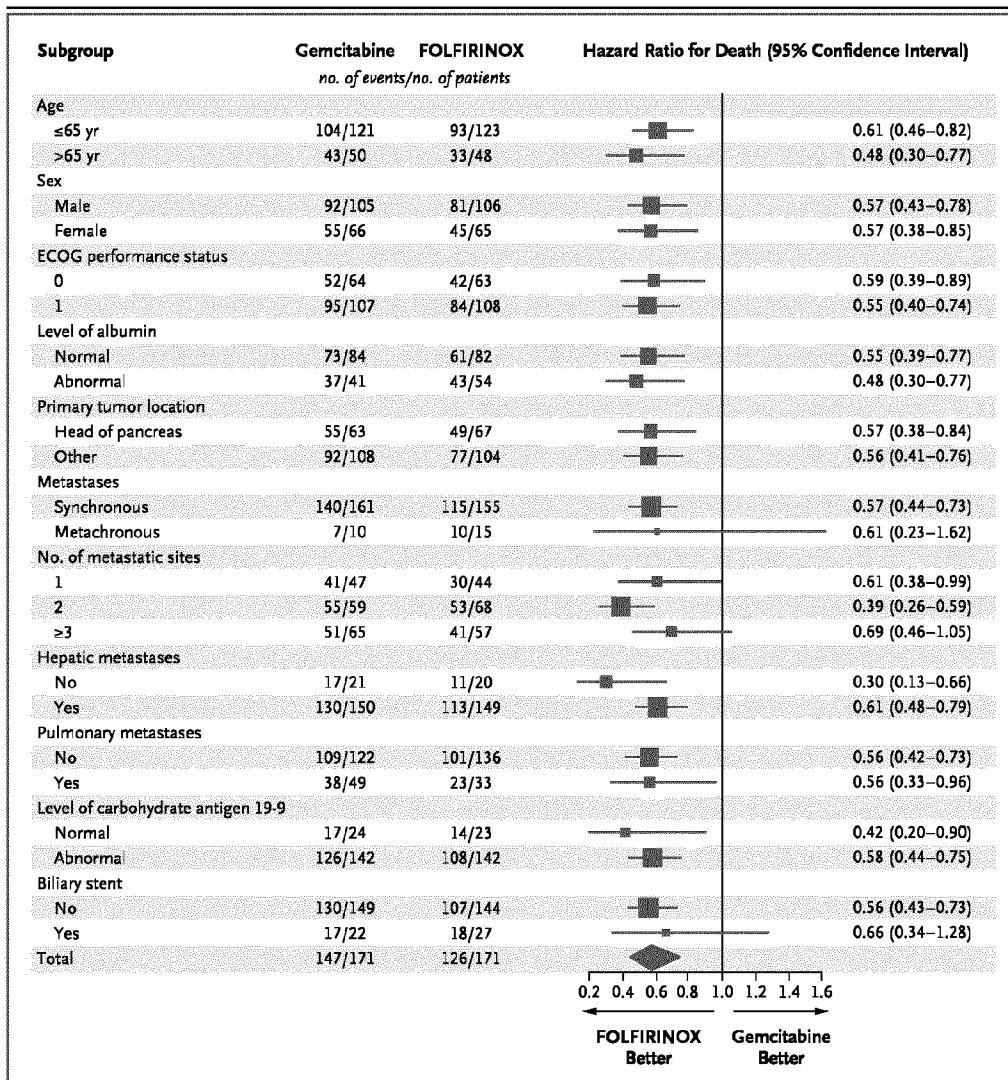 Subgroup Gemcitabine FOLFIRINOX Hazard Ratio for Death (95% Confidence Interval)
no. of events/no. of patients
Age
≤65 yr 104/121 93/123 0.61 (0.46–0.82)
>65 yr 43/50 33/48 0.48 (0.30–0.77)
Sex
Male 92/105 81/106 0.57 (0.43–0.78)
Female 55/66 45/65 0.57 (0.38–0.85)
ECOG performance status
0 52/64 42/63 0.59 (0.39–0.89)
1 95/107 84/108 0.55 (0.40–0.74)
Level of albumin
Normal 73/84 61/82 0.55 (0.39–0.77)
Abnormal 37/41 43/54 0.48 (0.30–0.77)
Primary tumor location
Head of pancreas 55/63 49/67 0.57 (0.38–0.84)
Other 92/108 77/104 0.56 (0.41–0.76)
Metastases
Synchronous 140/161 115/155 0.57 (0.44–0.73)
Metachronous 7/10 10/15 0.61 (0.23–1.62)
No. of metastatic sites
1 41/47 30/44 0.61 (0.38–0.99)
2 55/59 53/68 0.39 (0.26–0.59)
≥3 51/65 41/57 0.69 (0.46–1.05)
Hepatic metastases
No 17/21 11/20 0.30 (0.13–0.66)
Yes 130/150 113/149 0.61 (0.48–0.79)
Pulmonary metastases
No 109/122 101/136 0.56 (0.42–0.73)
Yes 38/49 23/33 0.56 (0.33–0.96)
Level of carbohydrate antigen 19-9
Normal 17/24 14/23 0.42 (0.20–0.90)
Abnormal 126/142 108/142 0.58 (0.44–0.75)
Biliary stent
No 130/149 107/144 0.56 (0.43–0.73)
Yes 17/22 18/27 0.66 (0.34–1.28)
Total 147/171 126/171
0.2 0.4 0.6 0.8 1.0 1.2 1.4 1.6
FOLFIRINOX Gemcitabine
Better Better